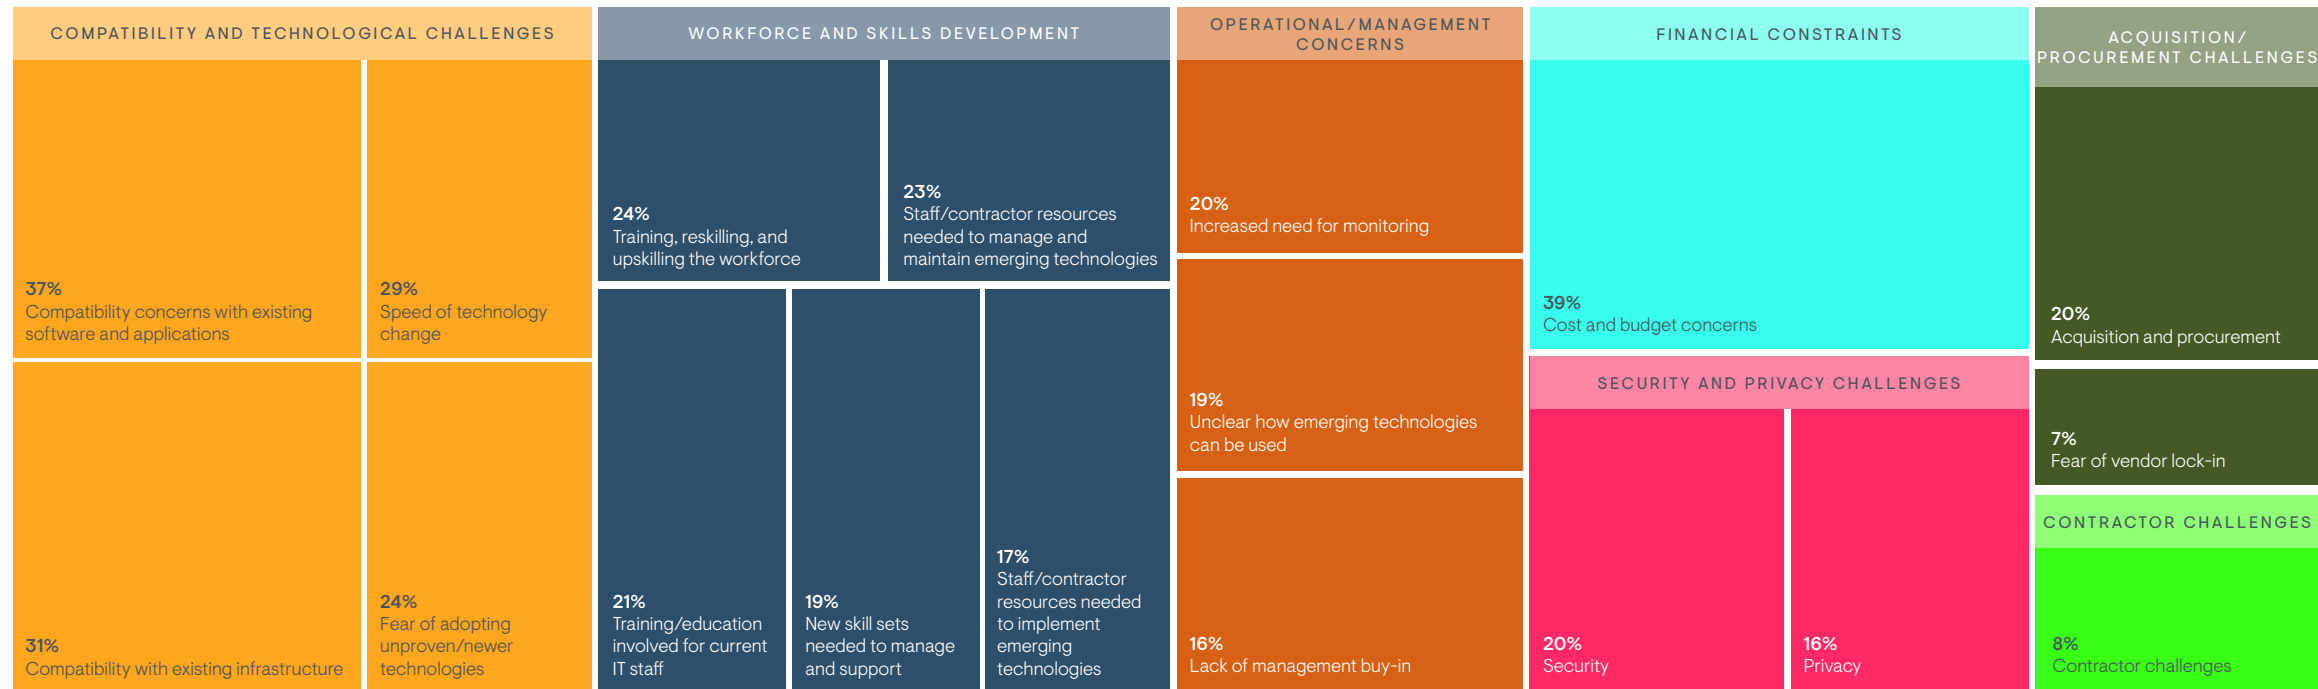 COMPATIBILITY AND TECHNOLOGICAL CHALLENGES
37%
Compatibility concerns with existing
software and applications
29%
Speed of technology
change
31%
Compatibility with existing infrastructure
24%
Fear of adopting
unproven/newer
technologies
WORKFORCE AND SKILLS DEVELOPMENT
24%
Training, reskilling, and
upskilling the workforce
23%
Staff/contractor resources
needed to manage and
maintain emerging technologies
21%
Training/education
involved for current
IT staff
19%
New skill sets
needed to manage
and support
17%
Staff/contractor
resources needed
to implement
emerging
technologies
OPERATIONAL/MANAGEMENT
CONCERNS
20%
Increased need for monitoring
19%
Unclear how emerging technologies
can be used
16%
Lack of management buy-in
FINANCIAL CONSTRAINTS
39%
Cost and budget concerns
SECURITY AND PRIVACY CHALLENGES
20%
Security
16%
Privacy
ACQUISITION/
PROCUREMENT CHALLENGES
20%
Acquisition and procurement
7%
Fear of vendor lock-in
CONTRACTOR CHALLENGES
8%
Contractor challenges